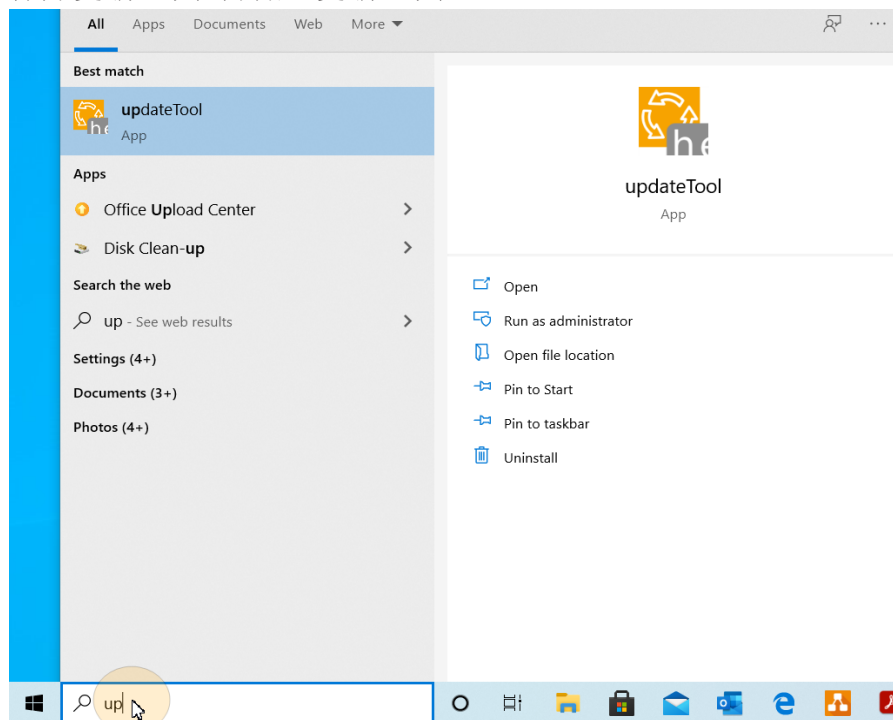 All Apps Documents Web More
Best match
updateTool
App
Apps
Office Upload Center
Disk Clean-up
Search the web
up - See web results
Settings (4+)
Documents (3+)
Photos (4+)
he
updateTool
App
Open
Run as administrator
Open file location
Pin to Start
Pin to taskbar
Uninstall
up